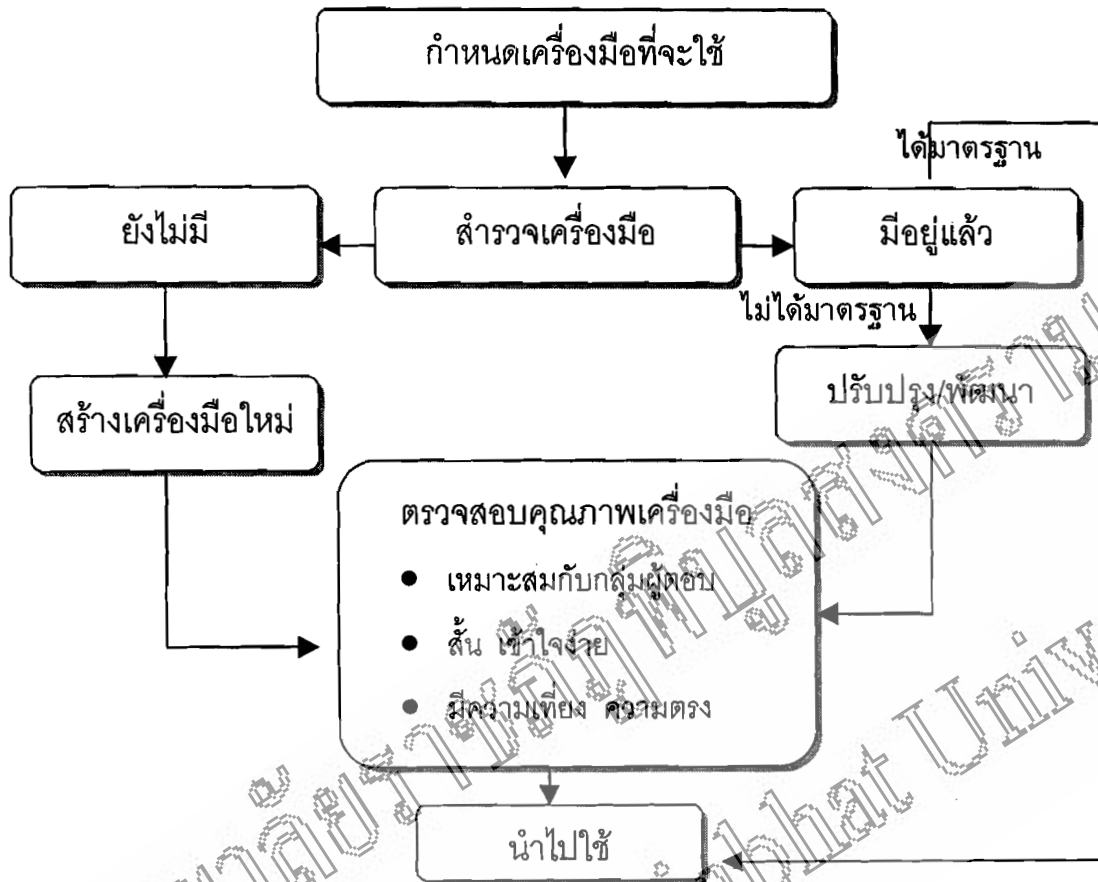 กำหนดเครื่องมือที่จะใช้
ได้มาตรฐาน
ยังไม่มี
สำรวจเครื่องมือ
มีอยู่แล้ว
ไม่ได้มาตรฐาน
ปรับปรุง/พัฒนา
สร้างเครื่องมือใหม่
ตรวจสอบคุณภาพเครื่องมือ
● เหมาะสมกับกลุ่มผู้ตอบ
● สั้น เข้าใจง่าย
● มีความเที่ยง ความตรง
นำไปใช้